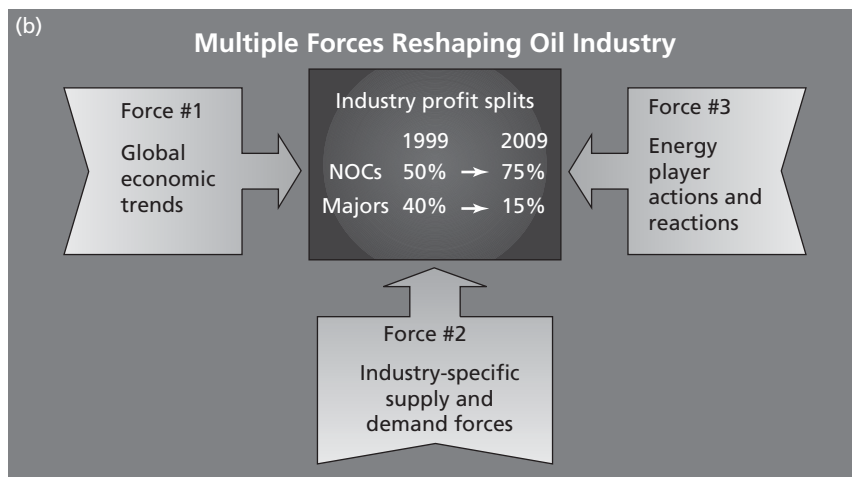 (b)
Multiple Forces Reshaping Oil Industry
Force #1
Global
economic
trends
Industry profit splits
1999 2009
NOCs 50% → 75%
Majors 40% → 15%
Force #3
Energy
player
actions and
reactions
Force #2
Industry-specific
supply and
demand forces